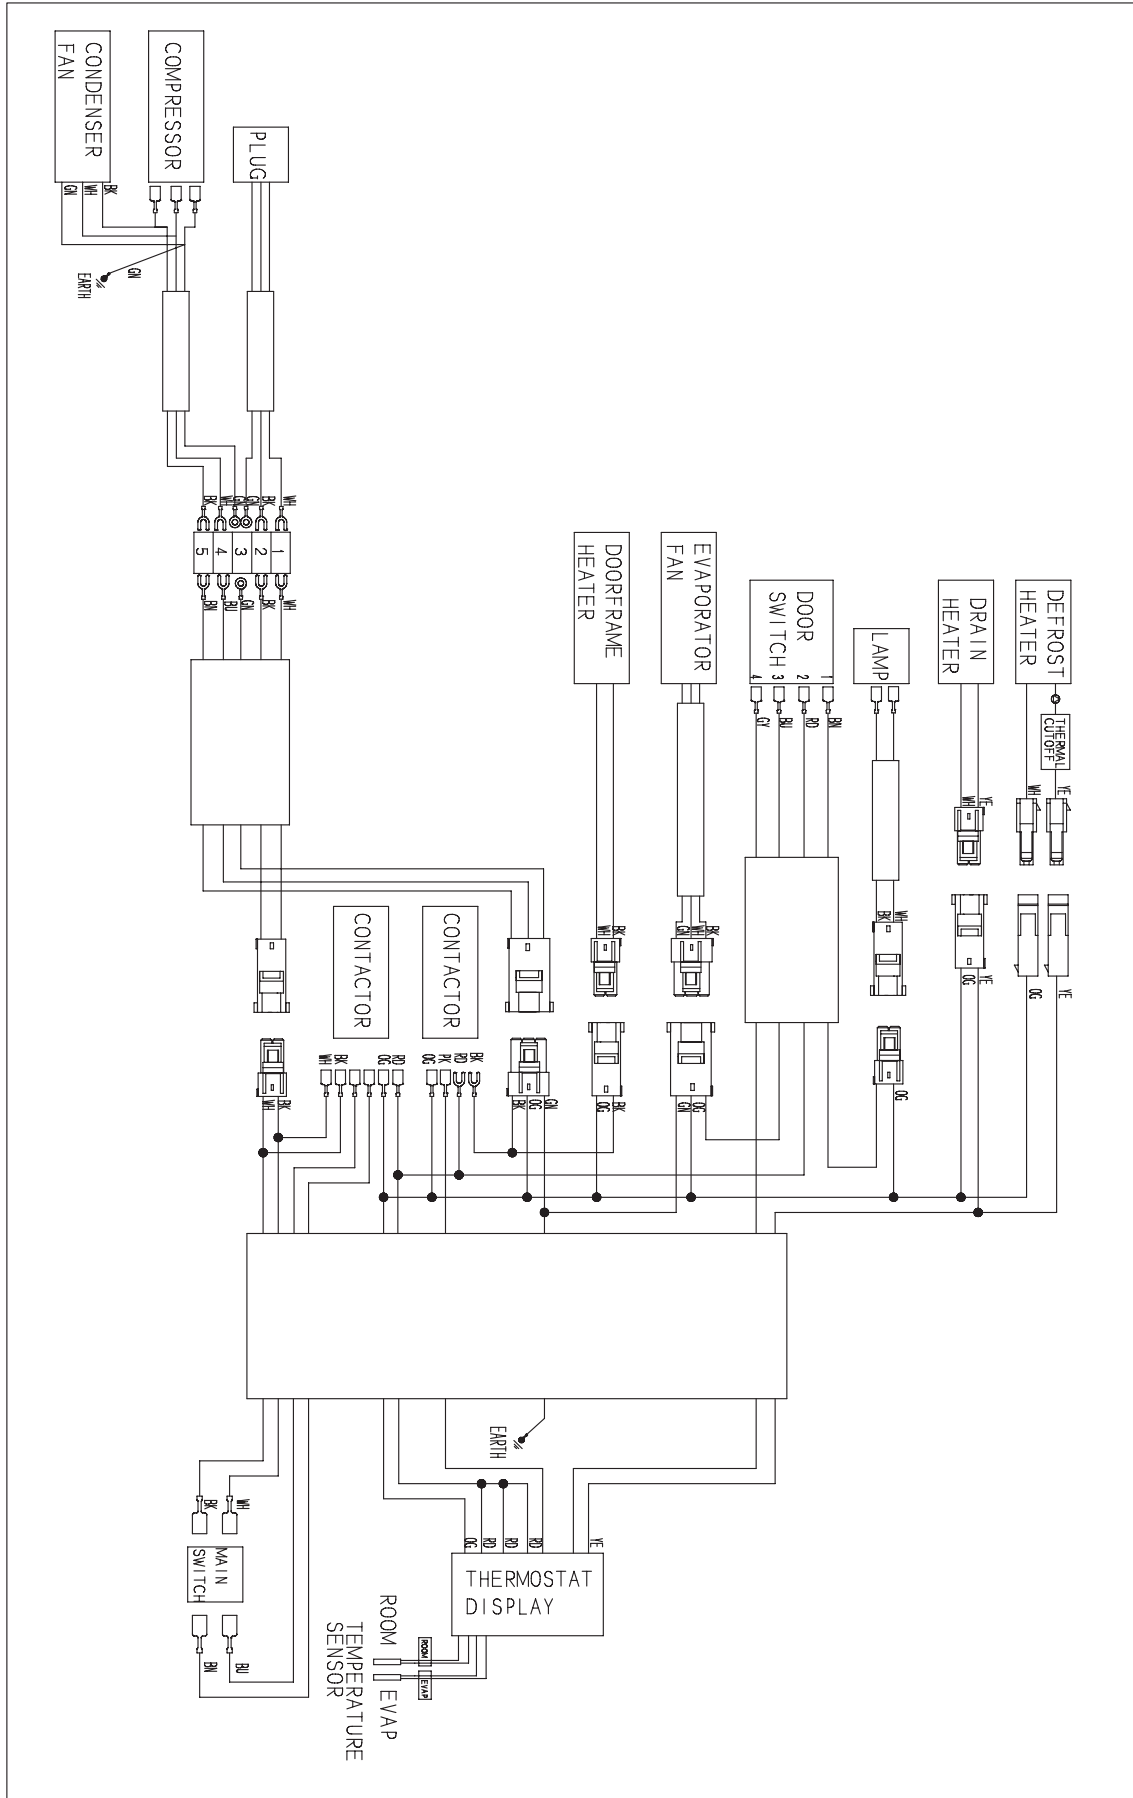 CONDENSER
FAN
COMPRESSOR
PLUG
GN
WH
BK
GN
EARTH
BK
WH
GN
GN
BK
WH
5
4
3
2
1
BN
BU
GN
BK
WH
DOORFRAME
HEATER
EVAPORATOR
FAN
DOOR
SWITCH
4
3
2
1
LAMP
DRAIN
HEATER
DEFROST
HEATER
THERMAL
CUTOFF
GY
BU
RD
BN
WH
YE
WH
YE
WH
BK
GN
WH
BK
BK
WH
CONTACTOR
CONTACTOR
OG
YE
OG
YE
WH
BK
OG
RD
OG
PK
RD
BK
WH
BK
BK
OG
GN
OG
BK
GN
OG
OG
EARTH
BK
WH
MAIN
SWITCH
BN
BU
OG
RD
RD
RD
YE
THERMOSTAT
DISPLAY
ROOM
EVAP
ROOM
EVAP
TEMPERATURE
SENSOR